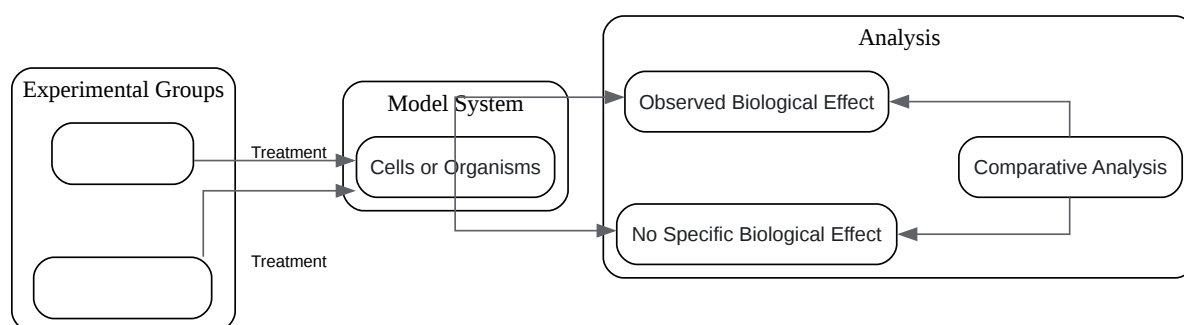 Experimental Groups
Treatment
Treatment
Model System
Cells or Organisms
Analysis
Observed Biological Effect
No Specific Biological Effect
Comparative Analysis